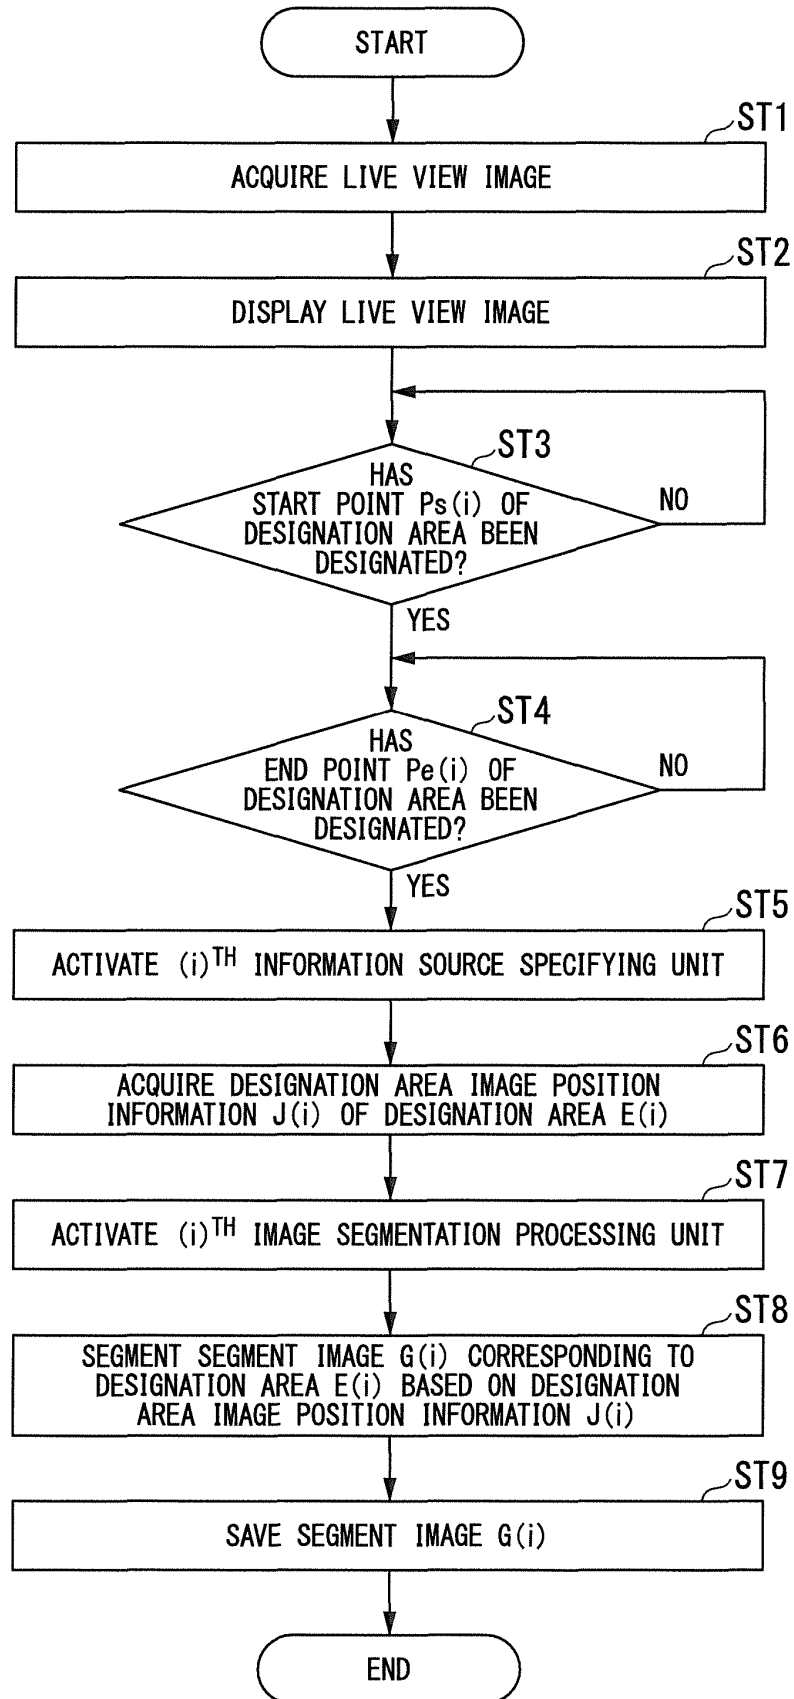 START
ST1
ACQUIRE LIVE VIEW IMAGE
ST2
DISPLAY LIVE VIEW IMAGE
ST3
HAS
START POINT Ps(i) OF
DESIGNATION AREA BEEN
DESIGNATED?
NO
YES
ST4
HAS
END POINT Pe(i) OF
DESIGNATION AREA BEEN
DESIGNATED?
NO
YES
ST5
ACTIVATE (i)TH INFORMATION SOURCE SPECIFYING UNIT
ST6
ACQUIRE DESIGNATION AREA IMAGE POSITION
INFORMATION J(i) OF DESIGNATION AREA E(i)
ST7
ACTIVATE (i)TH IMAGE SEGMENTATION PROCESSING UNIT
ST8
SEGMENT SEGMENT IMAGE G(i) CORRESPONDING TO
DESIGNATION AREA E(i) BASED ON DESIGNATION
AREA IMAGE POSITION INFORMATION J(i)
ST9
SAVE SEGMENT IMAGE G(i)
END